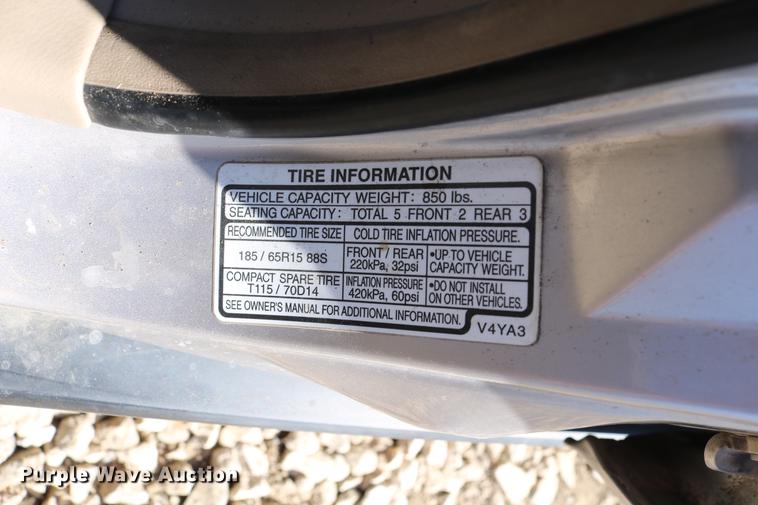 TIRE INFORMATION
VEHICLE CAPACITY WEIGHT: 850 lbs.
SEATING CAPACITY: TOTAL 5 FRONT 2 REAR 3
RECOMMENDED TIRE SIZE COLD TIRE INFLATION PRESSURE.
185 / 65R15 88S
FRONT / REAR
220kPa, 32psi
•UP TO VEHICLE
CAPACITY WEIGHT.
COMPACT SPARE TIRE
T115 / 70D14
INFLATION PRESSURE
420kPa, 60psi
•DO NOT INSTALL
ON OTHER VEHICLES.
SEE OWNER'S MANUAL FOR ADDITIONAL INFORMATION.
V4YA3
Purple Wave Auction